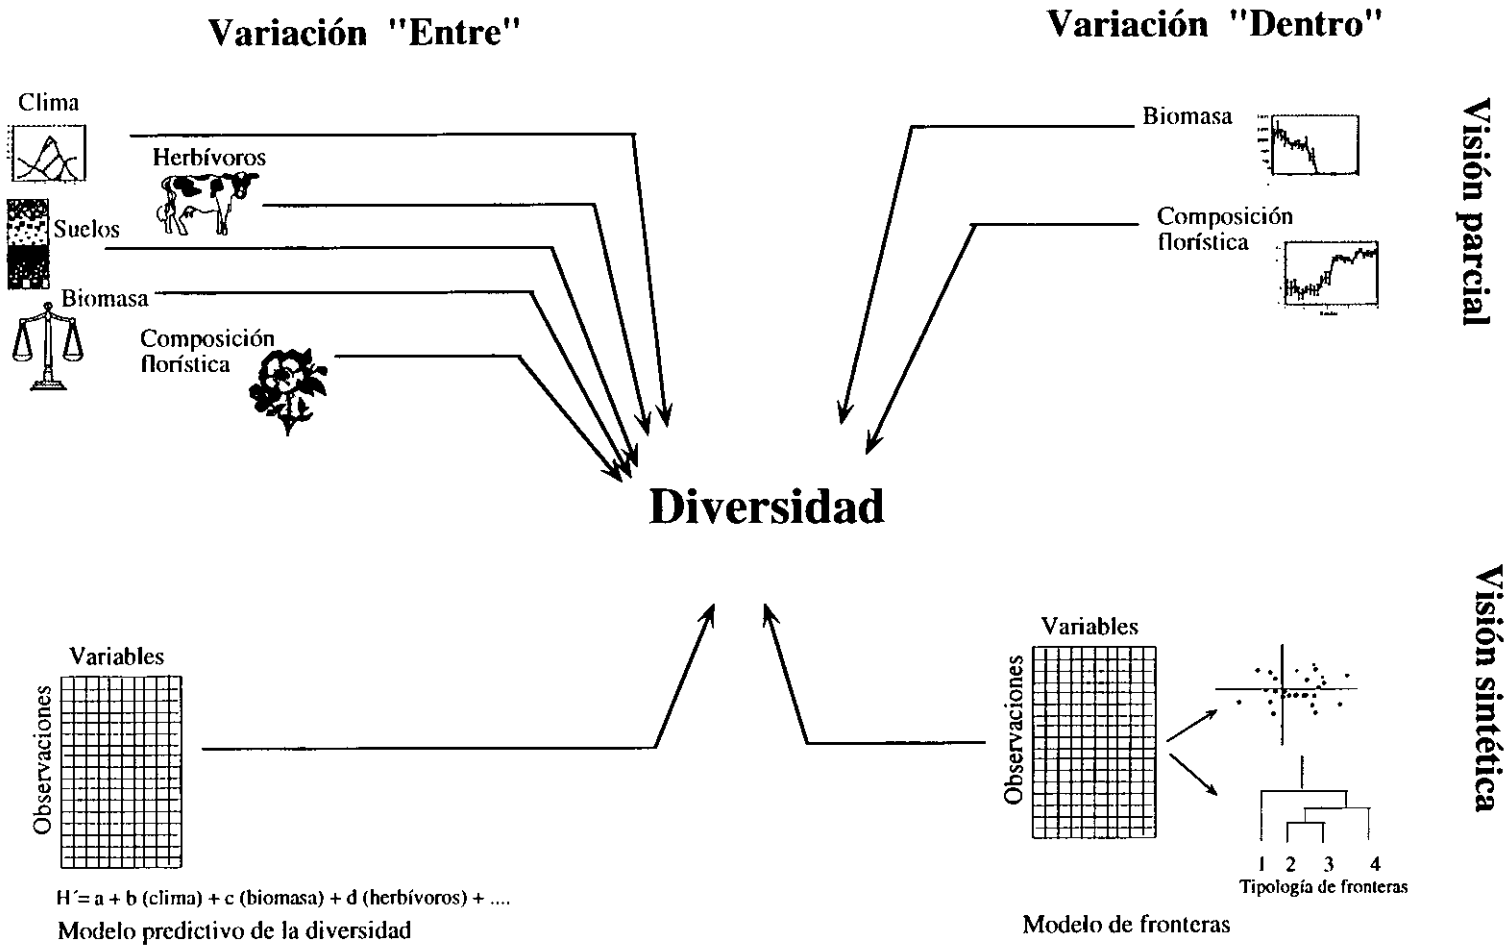 Variación "Entre"
Variación "Dentro"
Clima
Herbívoros
Suelos
Biomasa
Composición
florística
Biomasa
Composición
florística
Visión parcial
Diversidad
Variables
Observaciones
H´= a + b (clima) + c (biomasa) + d (herbívoros) + ....
Modelo predictivo de la diversidad
Variables
Observaciones
1 2 3 4
Tipología de fronteras
Modelo de fronteras
Visión sintética